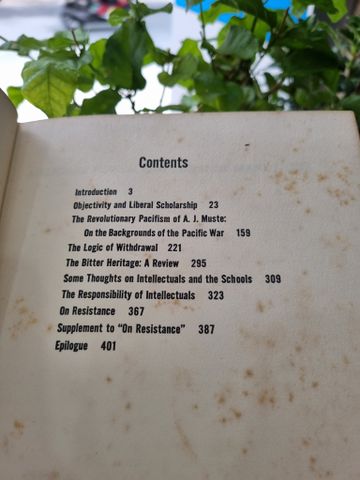 Contents
Introduction 3
Objectivity and Liberal Scholarship 23
The Revolutionary Pacifism of A. J. Muste:
On the Backgrounds of the Pacific War 159
The Logic of Withdrawal 221
The Bitter Heritage: A Review 295
Some Thoughts on Intellectuals and the Schools 309
The Responsibility of Intellectuals 323
On Resistance 367
Supplement to "On Resistance" 387
Epilogue 401